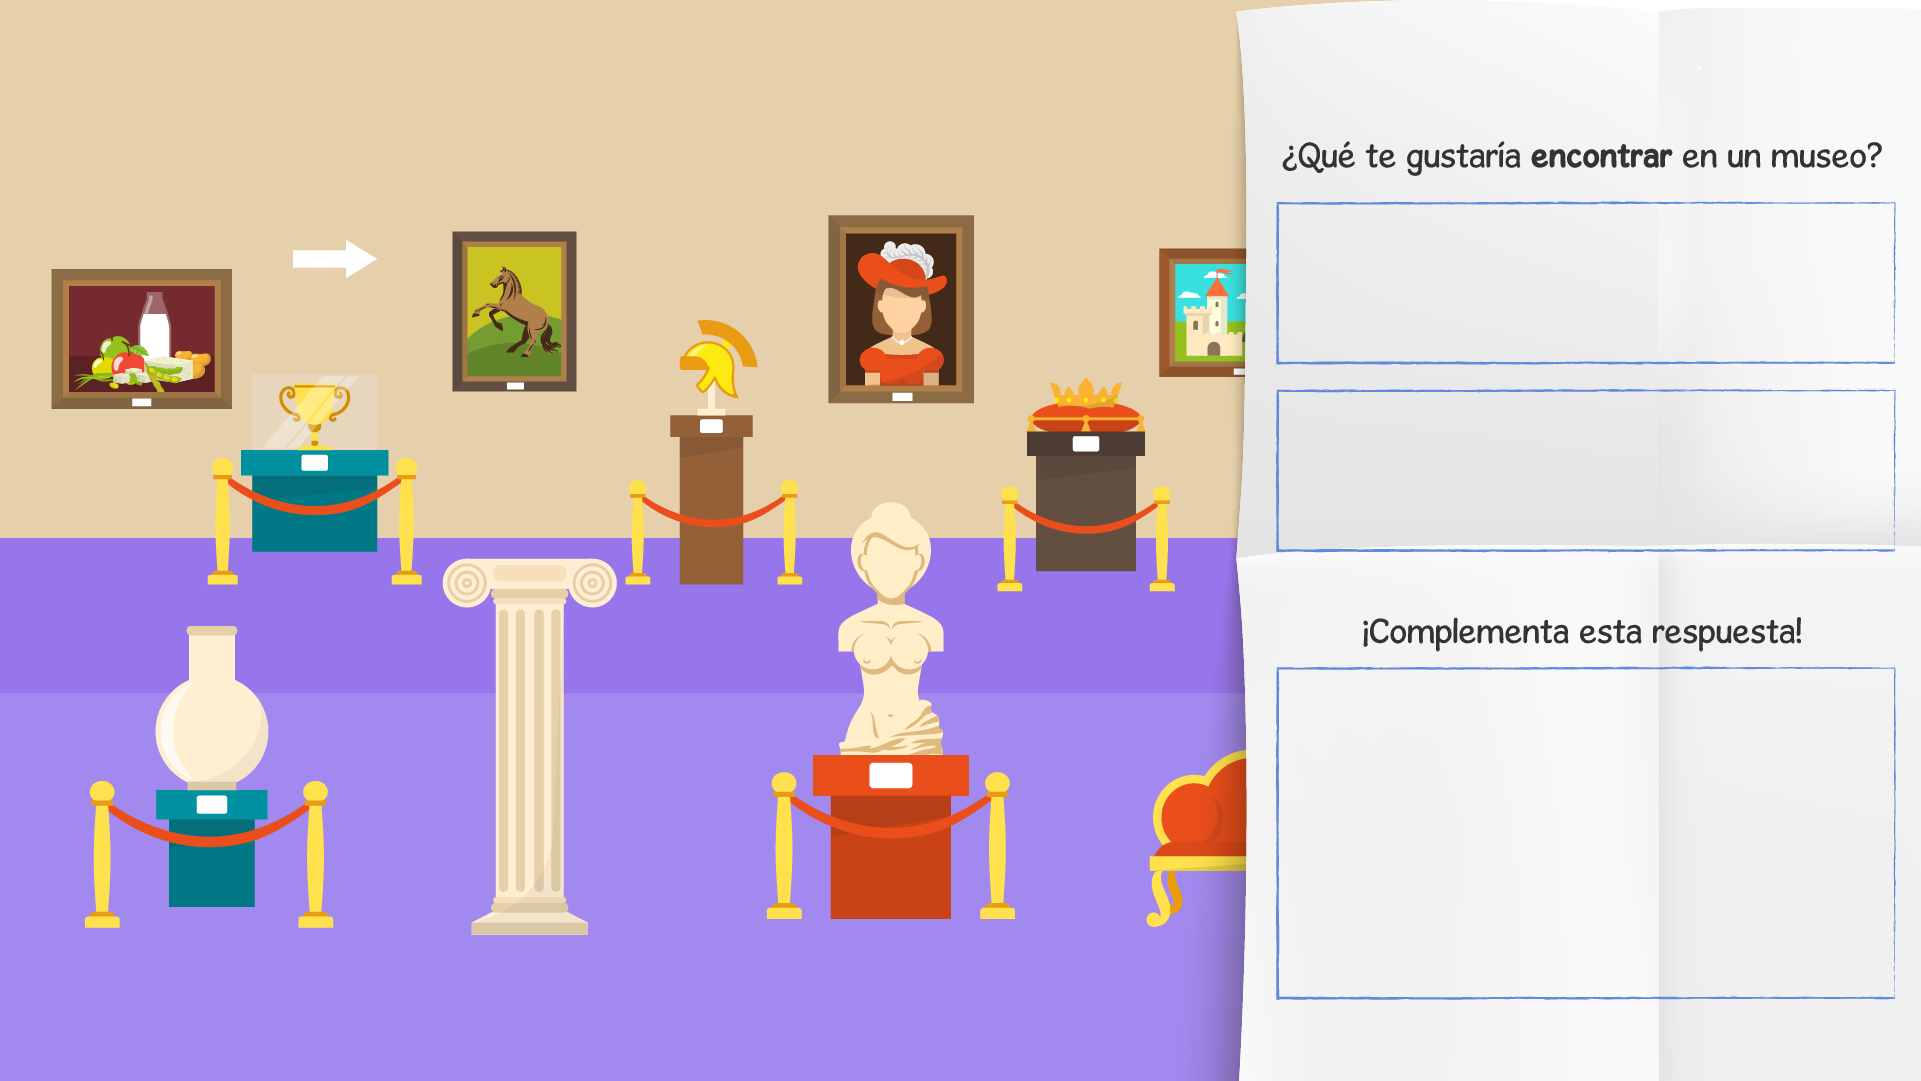 ¿Qué te gustaría encontrar en un museo?
¡Complementa esta respuesta!